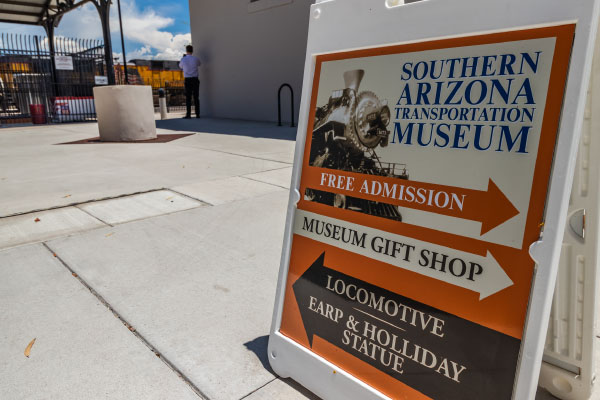 SOUTHERN
ARIZONA
TRANSPORTATION
MUSEUM
FREE ADMISSION
MUSEUM GIFT SHOP
LOCOMOTIVE
EARP & HOLLIDAY
STATUE